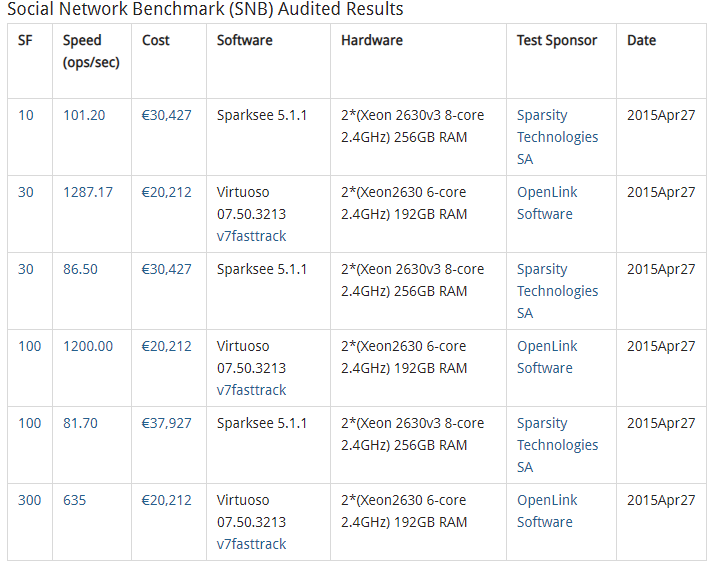 Social Network Benchmark (SNB) Audited Results
SF Speed (ops/sec) Cost Software Hardware Test Sponsor Date
10 101.20 €30,427 Sparksee 5.1.1 2*(Xeon 2630v3 8-core 2.4GHz) 256GB RAM Sparsity Technologies SA 2015Apr27
30 1287.17 €20,212 Virtuoso 07.50.3213 v7fasttrack 2*(Xeon2630 6-core 2.4GHz) 192GB RAM OpenLink Software 2015Apr27
30 86.50 €30,427 Sparksee 5.1.1 2*(Xeon 2630v3 8-core 2.4GHz) 256GB RAM Sparsity Technologies SA 2015Apr27
100 1200.00 €20,212 Virtuoso 07.50.3213 v7fasttrack 2*(Xeon2630 6-core 2.4GHz) 192GB RAM OpenLink Software 2015Apr27
100 81.70 €37,927 Sparksee 5.1.1 2*(Xeon 2630v3 8-core 2.4GHz) 256GB RAM Sparsity Technologies SA 2015Apr27
300 635 €20,212 Virtuoso 07.50.3213 v7fasttrack 2*(Xeon2630 6-core 2.4GHz) 192GB RAM OpenLink Software 2015Apr27